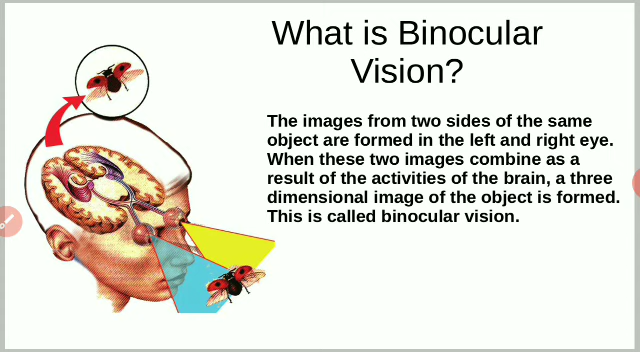 What is Binocular
Vision?
The images from two sides of the same
object are formed in the left and right eye.
When these two images combine as a
result of the activities of the brain, a three
dimensional image of the object is formed.
This is called binocular vision.